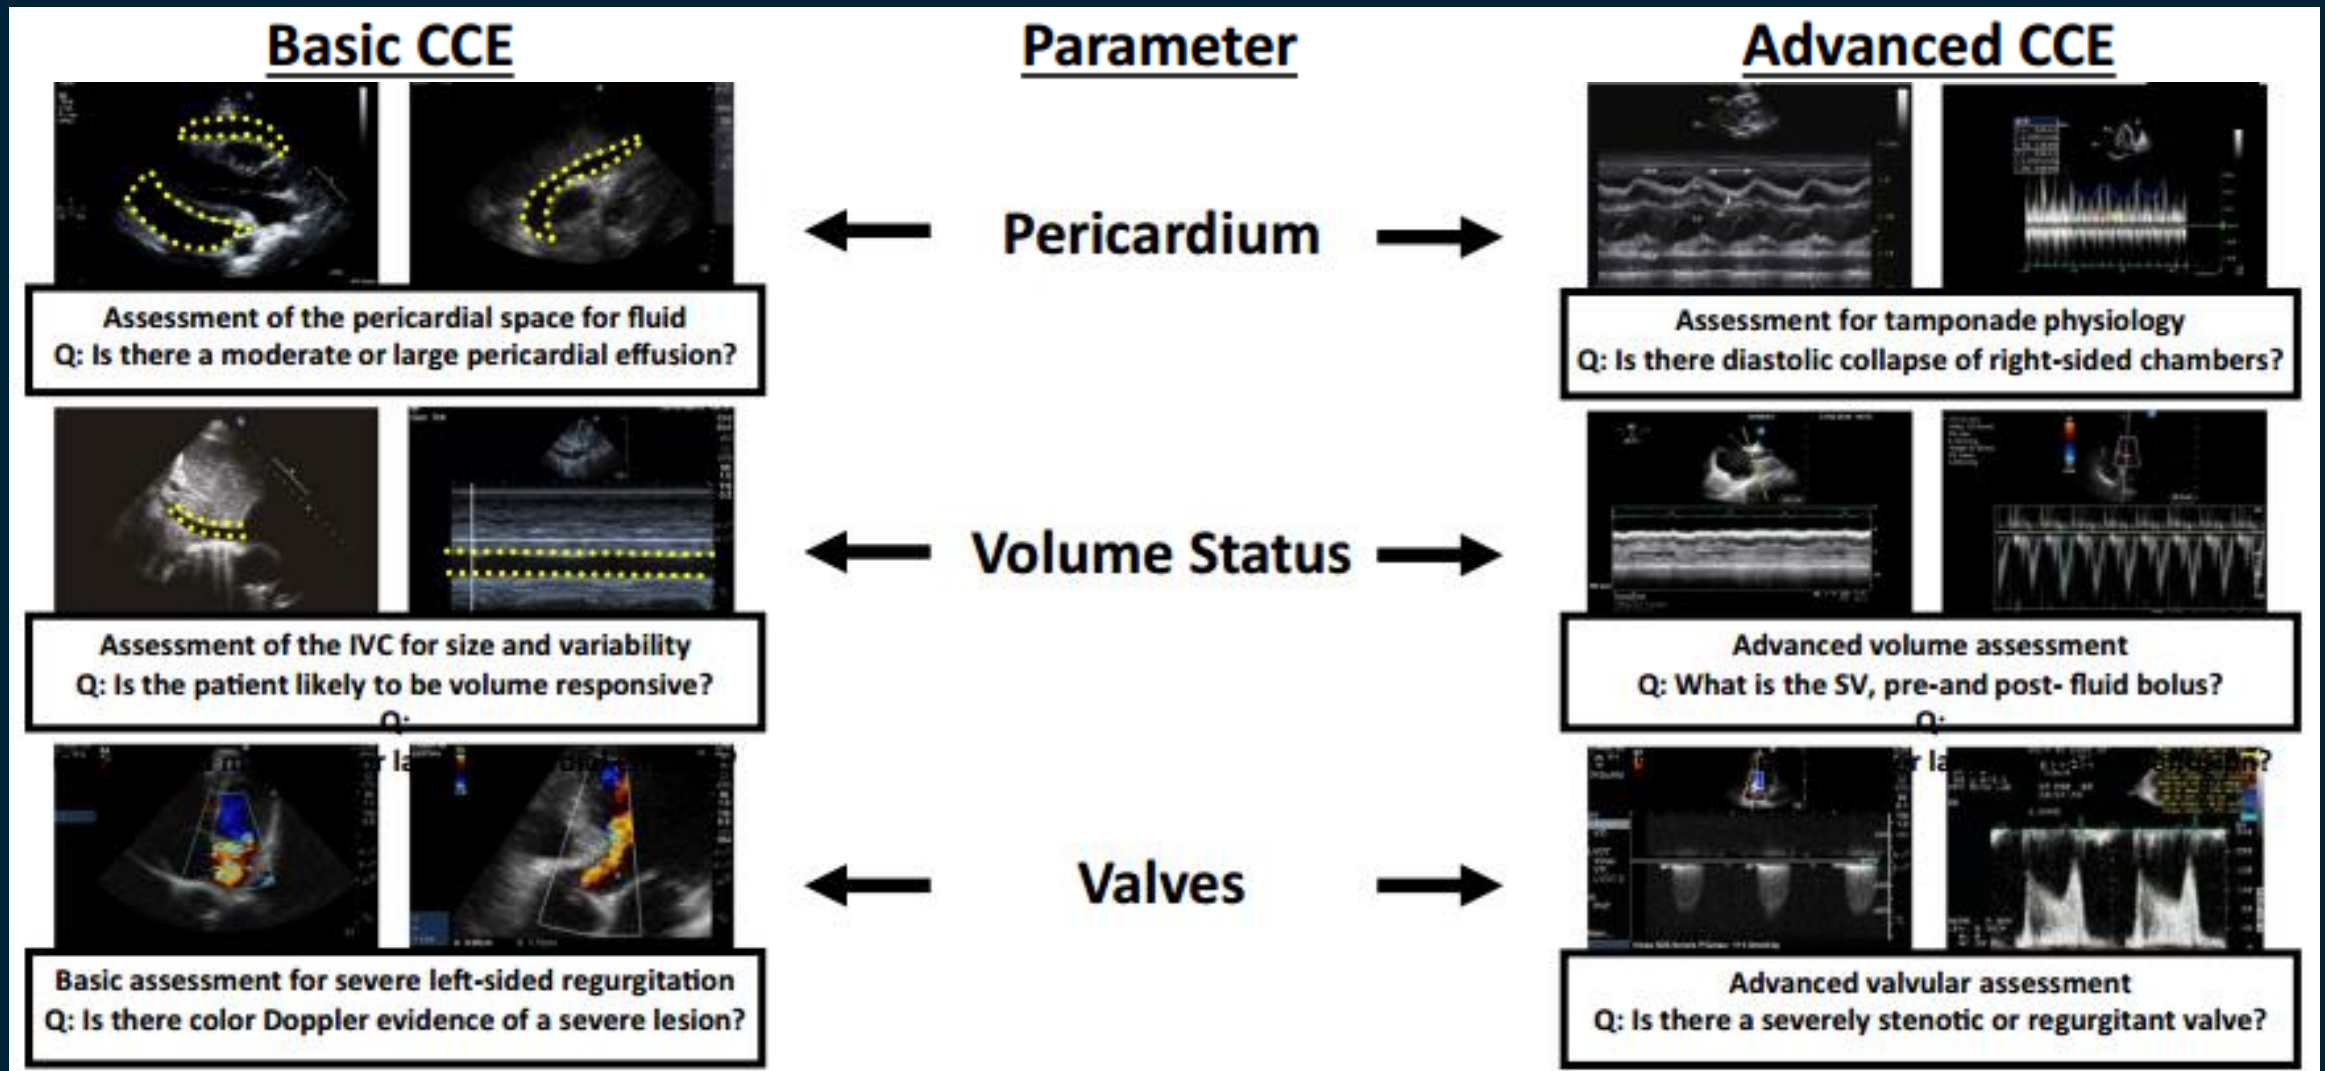 Basic CCE
Parameter
Advanced CCE
Pericardium
Assessment of the pericardial space for fluid
Q: Is there a moderate or large pericardial effusion?
Assessment for tamponade physiology
Q: Is there diastolic collapse of right-sided chambers?
Volume Status
Assessment of the IVC for size and variability
Q: Is the patient likely to be volume responsive?
Q:
Advanced volume assessment
Q: What is the SV, pre-and post- fluid bolus?
Q:
Valves
Basic assessment for severe left-sided regurgitation
Q: Is there color Doppler evidence of a severe lesion?
Advanced valvular assessment
Q: Is there a severely stenotic or regurgitant valve?